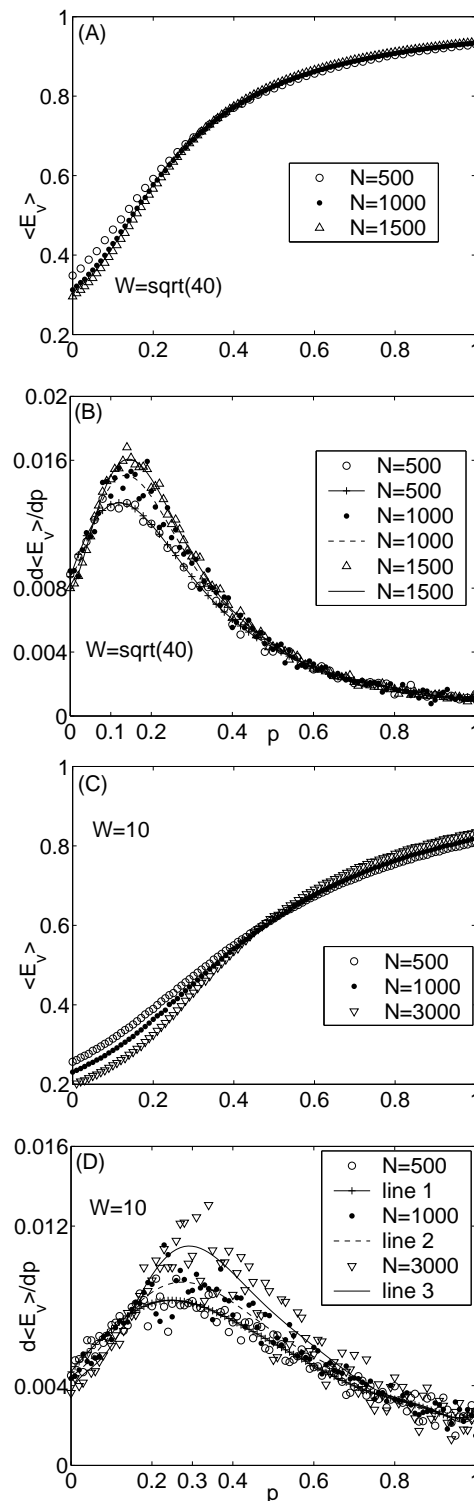 (A)
1
0.8
0.6
0.4
0.2
<E_v>
N=500
N=1000
N=1500
W=sqrt(40)
0 0.2 0.4 0.6 0.8 1
(B)
0.02
0.016
0.012
0.008
0.004
0
d<E_v>/dp
N=500
N=500
N=1000
N=1000
N=1500
N=1500
W=sqrt(40)
0 0.1 0.2 0.4 0.6 0.8 1
p
(C)
1
0.8
0.6
0.4
0.2
<E_v>
W=10
N=500
N=1000
N=3000
0 0.2 0.4 0.6 0.8 1
(D)
0.016
0.012
0.008
0.004
0
d<E_v>/dp
W=10
N=500
line 1
N=1000
line 2
N=3000
line 3
0 0.2 0.3 0.4 0.6 0.8 1
p